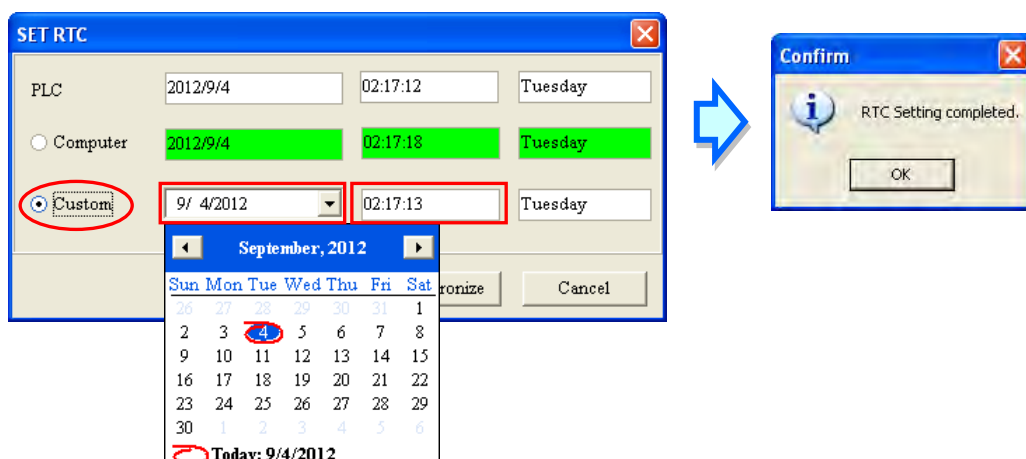 SET RTC
PLC 2012/9/4 02:17:12 Tuesday
Computer 2012/9/4 02:17:18 Tuesday
Custom 9/ 4/2012 02:17:13 Tuesday
September, 2012
Sun Mon Tue Wed Thu Fri Sat
26 27 28 29 30 31 1
2 3 4 5 6 7 8
9 10 11 12 13 14 15
16 17 18 19 20 21 22
23 24 25 26 27 28 29
30 1 2 3 4 5 6
Today: 9/4/2012
ronize Cancel
Confirm
RTC Setting completed.
OK